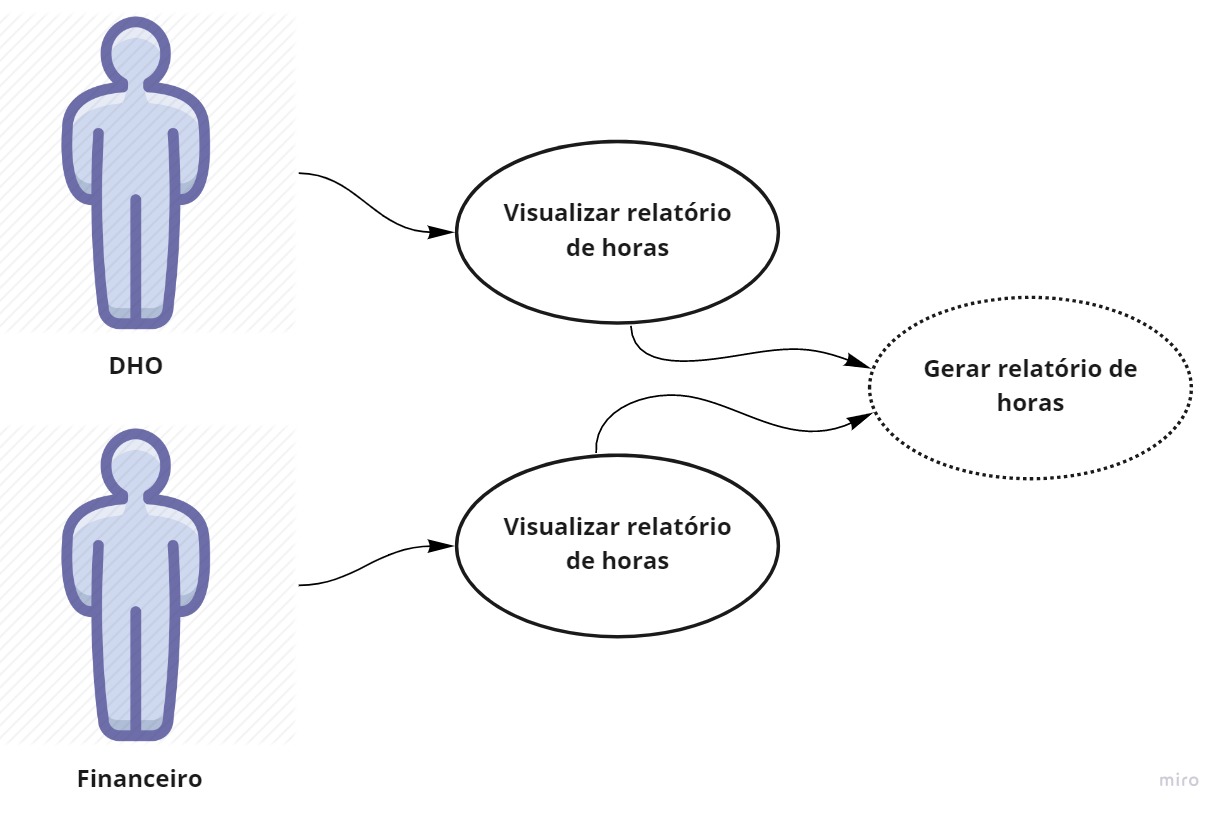 Visualizar relatório
de horas
DHO
Gerar relatório de
horas
Visualizar relatório
de horas
Financeiro
miro